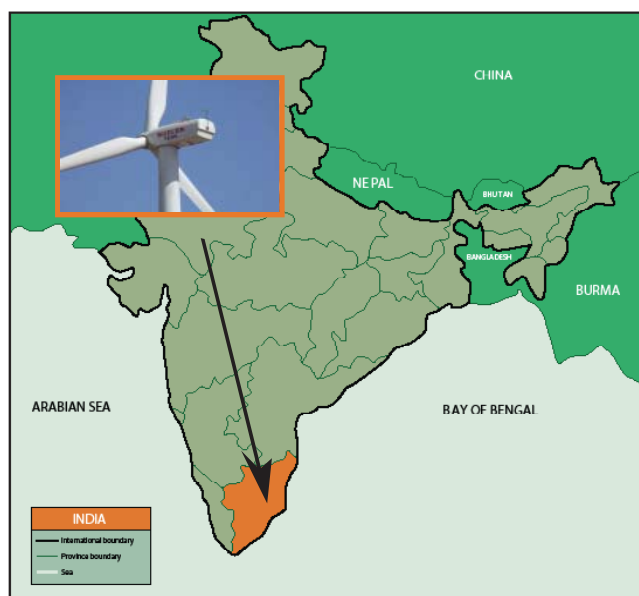 CHINA
NEPAL
BHUTAN
BANGLADESH
BURMA
ARABIAN SEA
BAY OF BENGAL
INDIA
International boundary
Province boundary
Sea